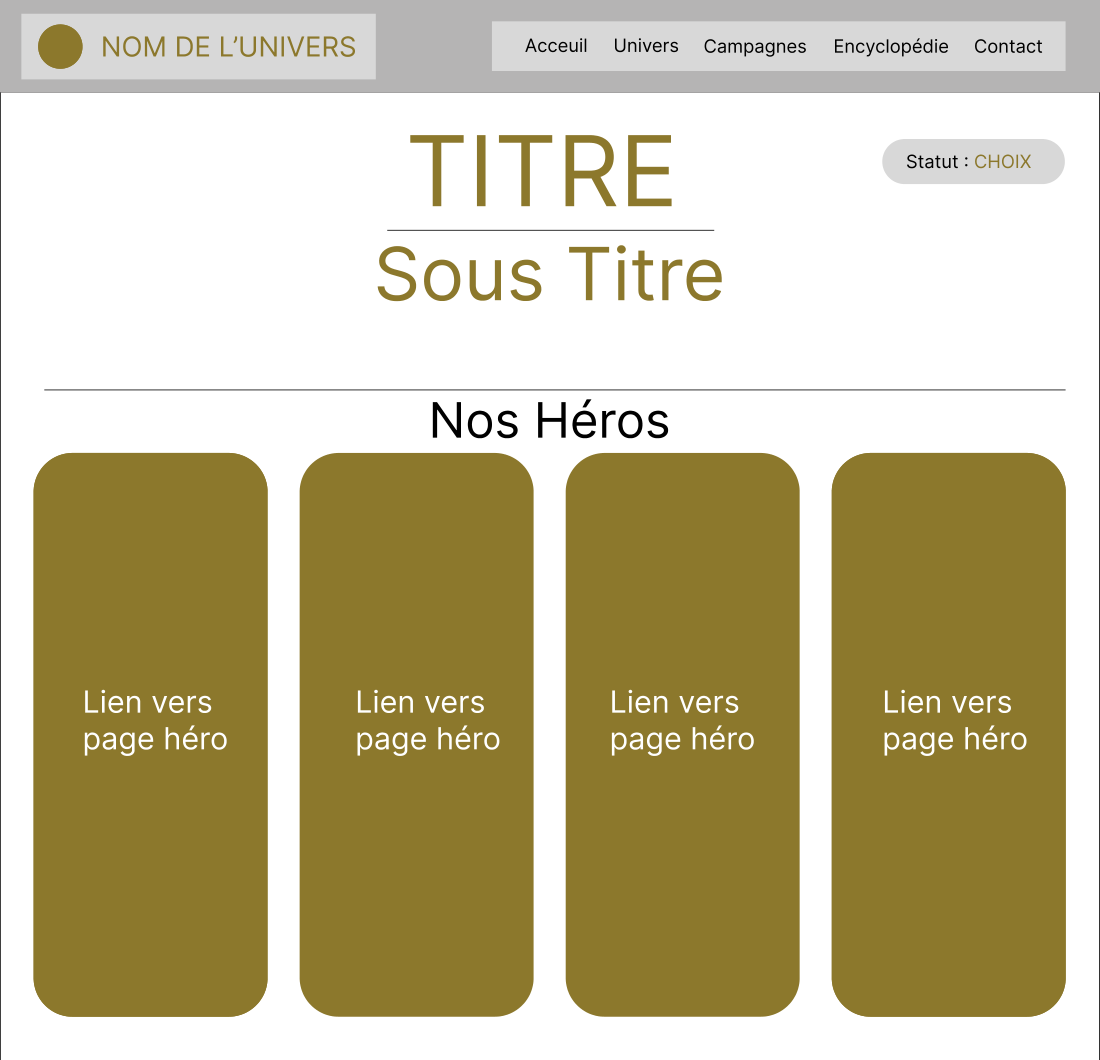 NOM DE L’UNIVERS
Acceuil Univers Campagnes Encyclopédie Contact
TITRE
Statut : CHOIX
Sous Titre
Nos Héros
Lien vers
page héro
Lien vers
page héro
Lien vers
page héro
Lien vers
page héro